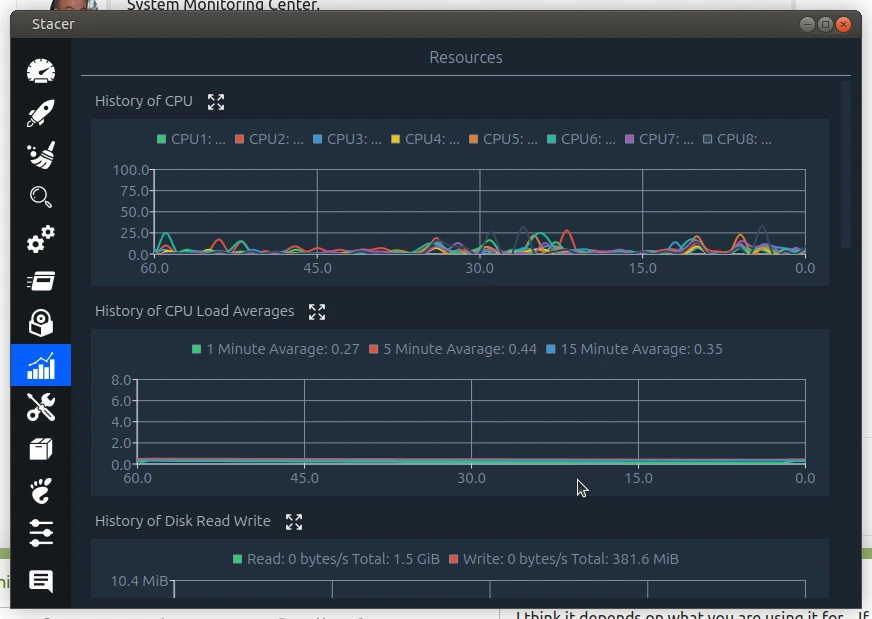 System Monitoring Center.
Stacer
Resources
History of CPU
CPU1: ... CPU2: ... CPU3: ... CPU4: ... CPU5: ... CPU6: ... CPU7: ... CPU8: ...
100.0
75.0
50.0
25.0
0.0
60.0 45.0 30.0 15.0 0.0
History of CPU Load Averages
1 Minute Avarage: 0.27 5 Minute Avarage: 0.44 15 Minute Avarage: 0.35
8.0
6.0
4.0
2.0
0.0
60.0 45.0 30.0 15.0 0.0
History of Disk Read Write
Read: 0 bytes/s Total: 1.5 GiB Write: 0 bytes/s Total: 381.6 MiB
10.4 MiB
I think it depends on what you are using it for. If